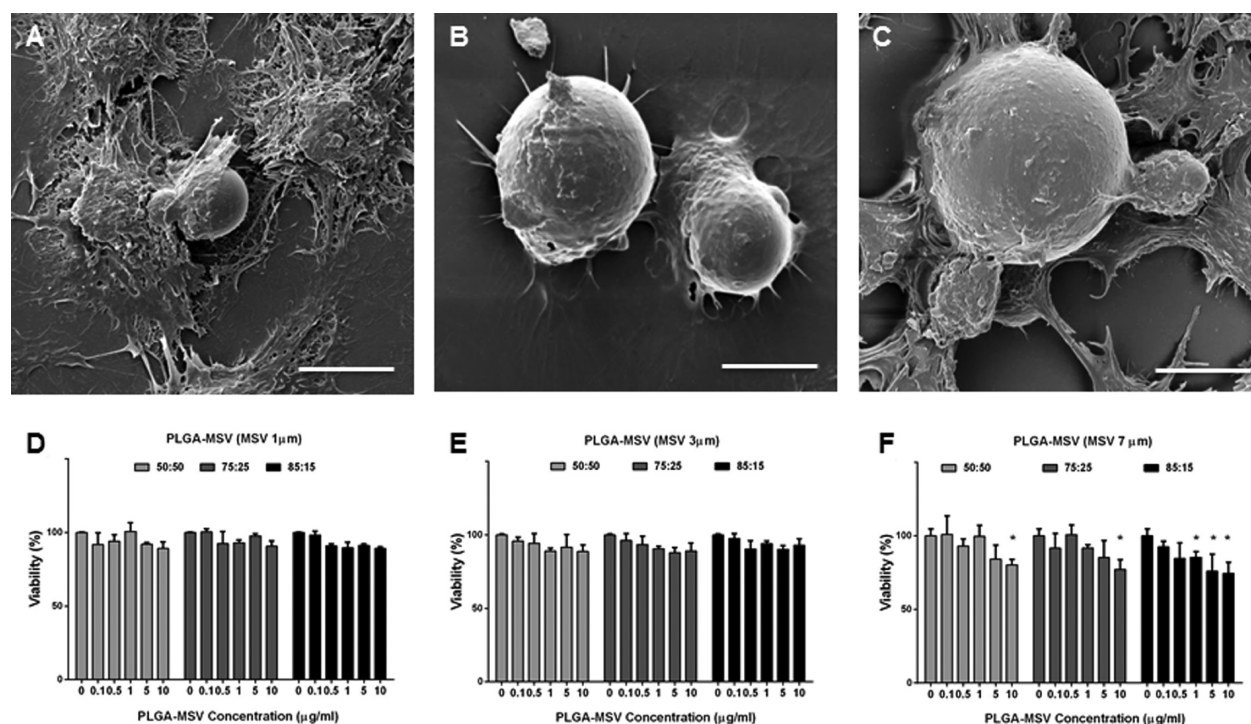 A
B
C
D
PLGA-MSV (MSV 1μm)
50:50 75:25 85:15
Viability (%)
100
50
0
0 0.1 0.5 1 5 10 0 0.1 0.5 1 5 10 0 0.1 0.5 1 5 10
PLGA-MSV Concentration (μg/ml)
E
PLGA-MSV (MSV 3μm)
50:50 75:25 85:15
Viability (%)
100
50
0
0 0.1 0.5 1 5 10 0 0.1 0.5 1 5 10 0 0.1 0.5 1 5 10
PLGA-MSV Concentration (μg/ml)
F
PLGA-MSV (MSV 7 μm)
50:50 75:25 85:15
Viability (%)
100
50
0
* * * * *
0 0.1 0.5 1 5 10 0 0.1 0.5 1 5 10 0 0.1 0.5 1 5 10
PLGA-MSV Concentration (μg/ml)